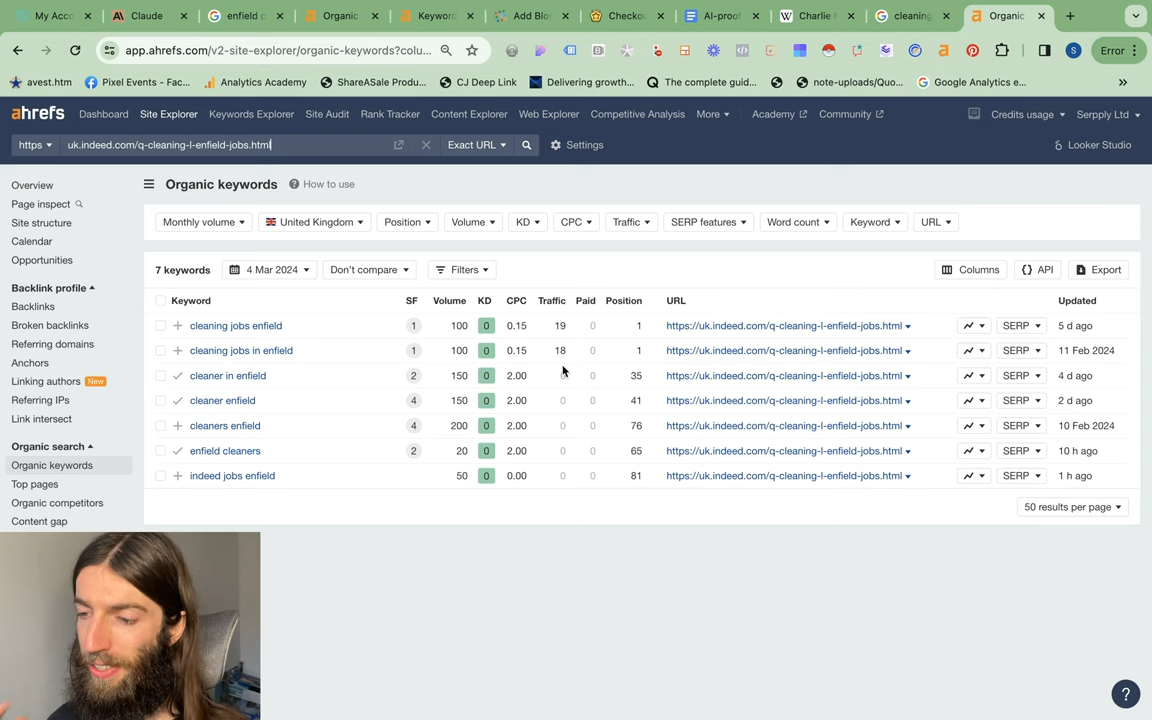 My Acco
Claude
enfield c
Organic
Keyword
Add Blo
Checkou
AI-proof
Charlie
cleaning
Organic
app.ahrefs.com/v2-site-explorer/organic-keywords?colu...
S
Error
avest.htm
Pixel Events - Fac...
Analytics Academy
ShareASale Produ...
CJ Deep Link
Delivering growth...
The complete guid...
note-uploads/Quo...
Google Analytics e...
ahrefs
Dashboard
Site Explorer
Keywords Explorer
Site Audit
Rank Tracker
Content Explorer
Web Explorer
Competitive Analysis
More
Academy
Community
Credits usage
Serpply Ltd
https
uk.indeed.com/q-cleaning-l-enfield-jobs.html
Exact URL
Settings
Looker Studio
Overview
Page inspect
Site structure
Calendar
Opportunities
Backlink profile
Backlinks
Broken backlinks
Referring domains
Anchors
Linking authors New
Referring IPs
Link intersect
Organic search
Organic keywords
Top pages
Organic competitors
Content gap
Organic keywords
How to use
Monthly volume
United Kingdom
Position
Volume
KD
CPC
Traffic
SERP features
Word count
Keyword
URL
7 keywords
4 Mar 2024
Don't compare
Filters
Columns
API
Export
Keyword SF Volume KD CPC Traffic Paid Position URL Updated
cleaning jobs enfield 1 100 0 0.15 19 0 1 https://uk.indeed.com/q-cleaning-l-enfield-jobs.html SERP 5 d ago
cleaning jobs in enfield 1 100 0 0.15 18 0 1 https://uk.indeed.com/q-cleaning-l-enfield-jobs.html SERP 11 Feb 2024
cleaner in enfield 2 150 0 2.00 0 35 https://uk.indeed.com/q-cleaning-l-enfield-jobs.html SERP 4 d ago
cleaner enfield 4 150 0 2.00 0 0 41 https://uk.indeed.com/q-cleaning-l-enfield-jobs.html SERP 2 d ago
cleaners enfield 4 200 0 2.00 0 0 76 https://uk.indeed.com/q-cleaning-l-enfield-jobs.html SERP 10 Feb 2024
enfield cleaners 2 20 0 2.00 0 0 65 https://uk.indeed.com/q-cleaning-l-enfield-jobs.html SERP 10 h ago
indeed jobs enfield 50 0 0.00 0 0 81 https://uk.indeed.com/q-cleaning-l-enfield-jobs.html SERP 1 h ago
50 results per page
?